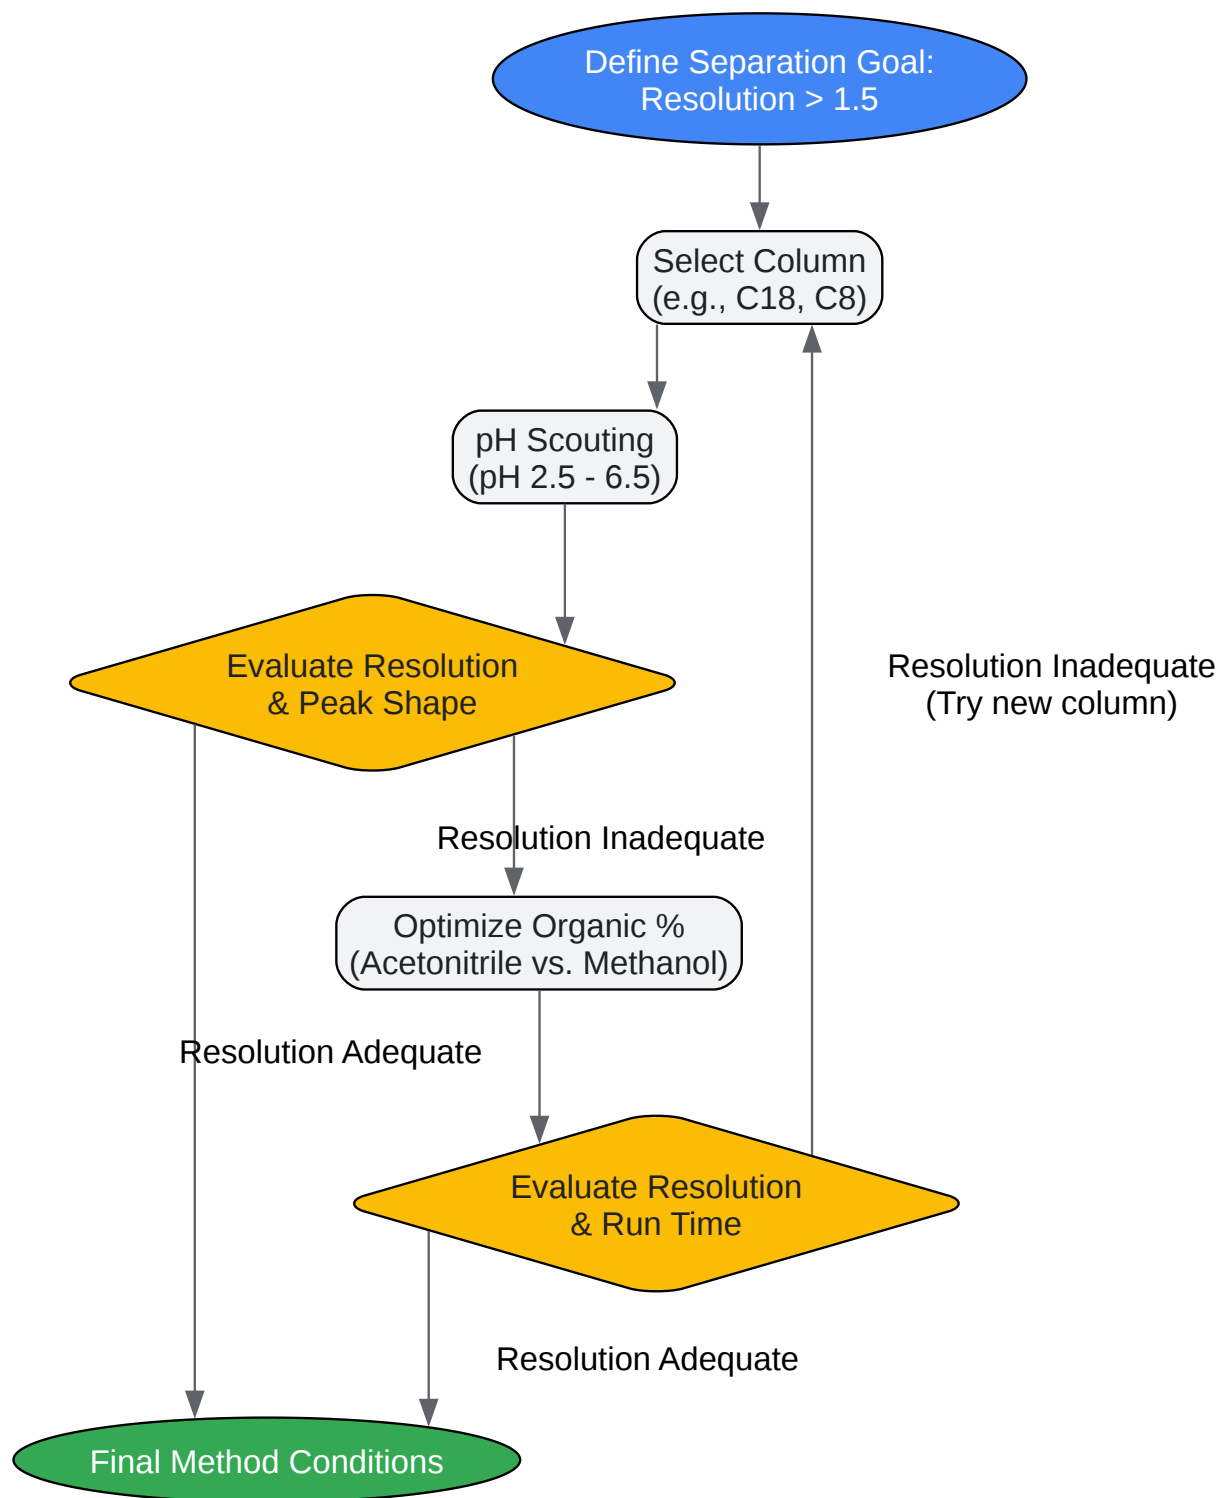 Define Separation Goal:
Resolution > 1.5
Select Column
(e.g., C18, C8)
pH Scouting
(pH 2.5 - 6.5)
Evaluate Resolution
& Peak Shape
Resolution Inadequate
(Try new column)
Resolution Inadequate
Optimize Organic %
(Acetonitrile vs. Methanol)
Resolution Adequate
Evaluate Resolution
& Run Time
Resolution Adequate
Final Method Conditions